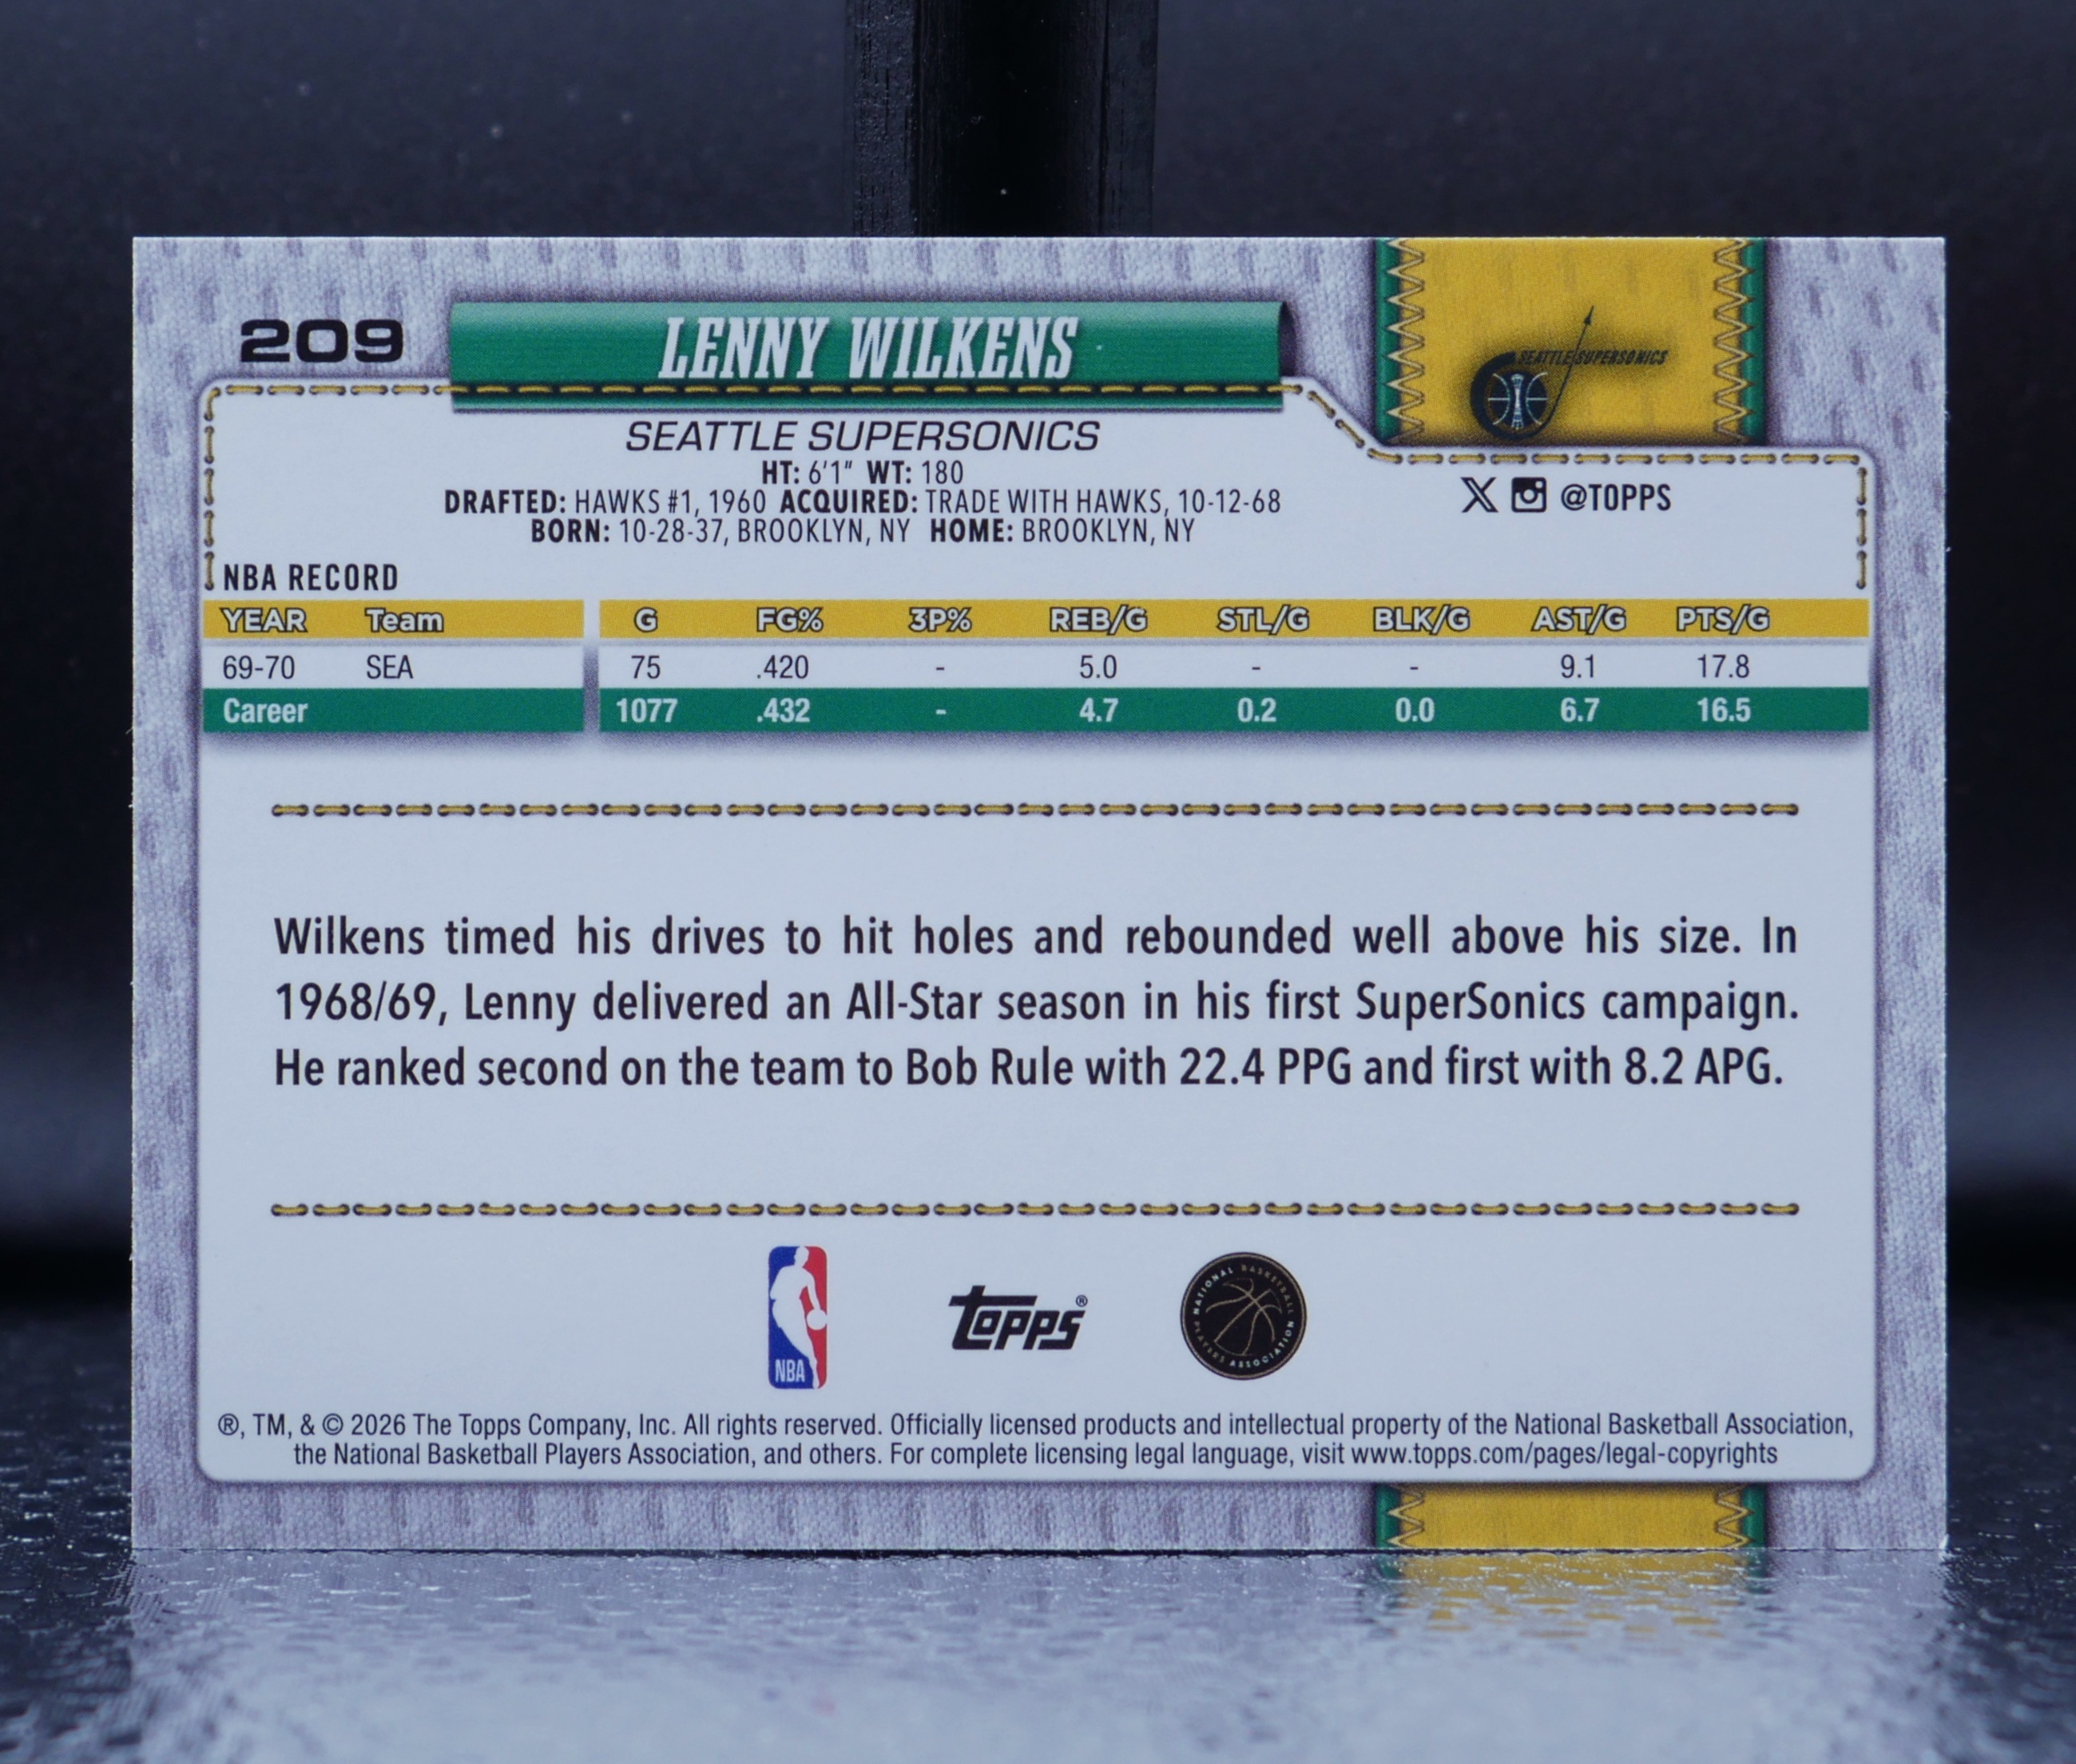 209
LENNY WILKENS
SEATTLE SUPERSONICS
SEATTLE SUPERSONICS
HT: 6'1" WT: 180
DRAFTED: HAWKS #1, 1960 ACQUIRED: TRADE WITH HAWKS, 10-12-68
BORN: 10-28-37, BROOKLYN, NY HOME: BROOKLYN, NY
@TOPPS
NBA RECORD
YEAR Team G FG% 3P% REB/G STL/G BLK/G AST/G PTS/G
69-70 SEA 75 .420 - 5.0 - - 9.1 17.8
Career 1077 .432 - 4.7 0.2 0.0 6.7 16.5
Wilkens timed his drives to hit holes and rebounded well above his size. In
1968/69, Lenny delivered an All-Star season in his first SuperSonics campaign.
He ranked second on the team to Bob Rule with 22.4 PPG and first with 8.2 APG.
NBA
Topps®
NATIONAL BASKETBALL PLAYERS ASSOCIATION
®, TM, & © 2026 The Topps Company, Inc. All rights reserved. Officially licensed products and intellectual property of the National Basketball Association,
the National Basketball Players Association, and others. For complete licensing legal language, visit www.topps.com/pages/legal-copyrights